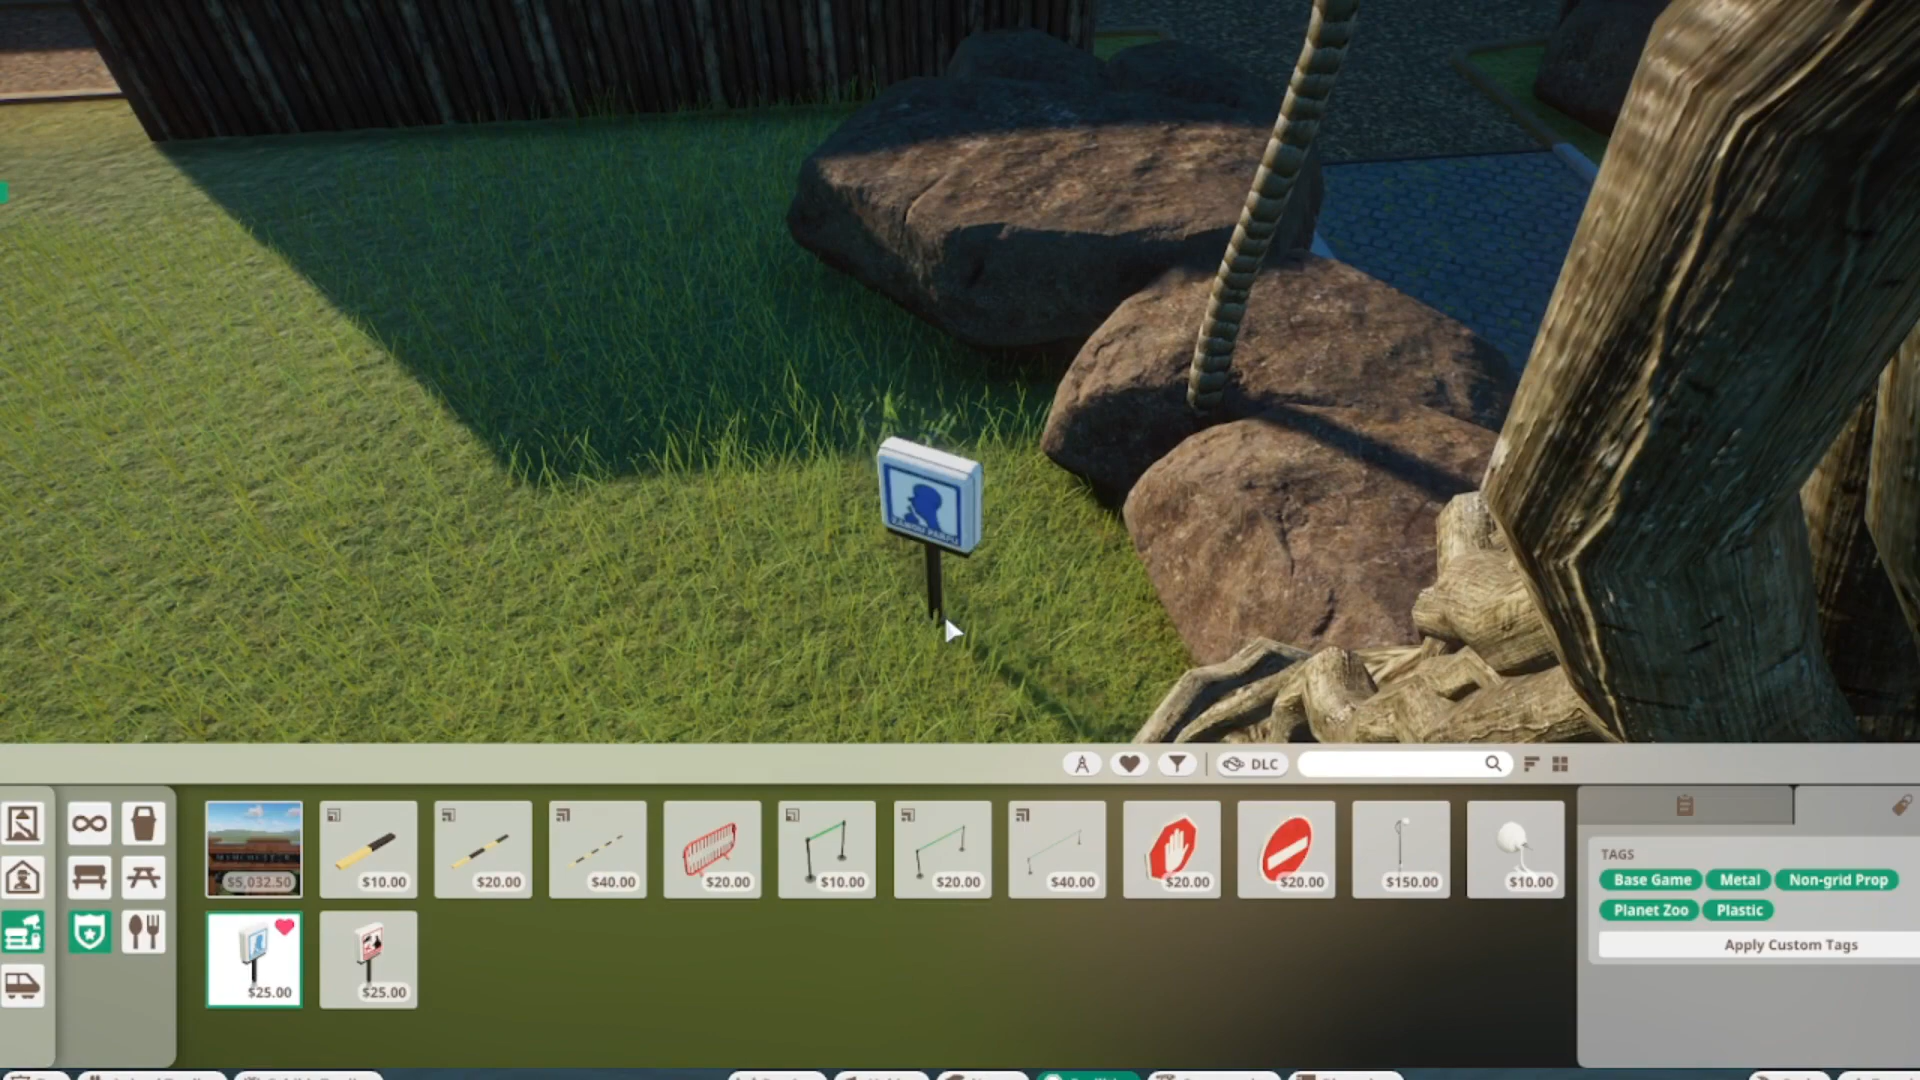 DLC
$5,032.50
$10.00
$20.00
$40.00
$20.00
$10.00
$20.00
$40.00
$20.00
$20.00
$150.00
$10.00
$25.00
$25.00
TAGS
Base Game
Metal
Non-grid Prop
Planet Zoo
Plastic
Apply Custom Tags